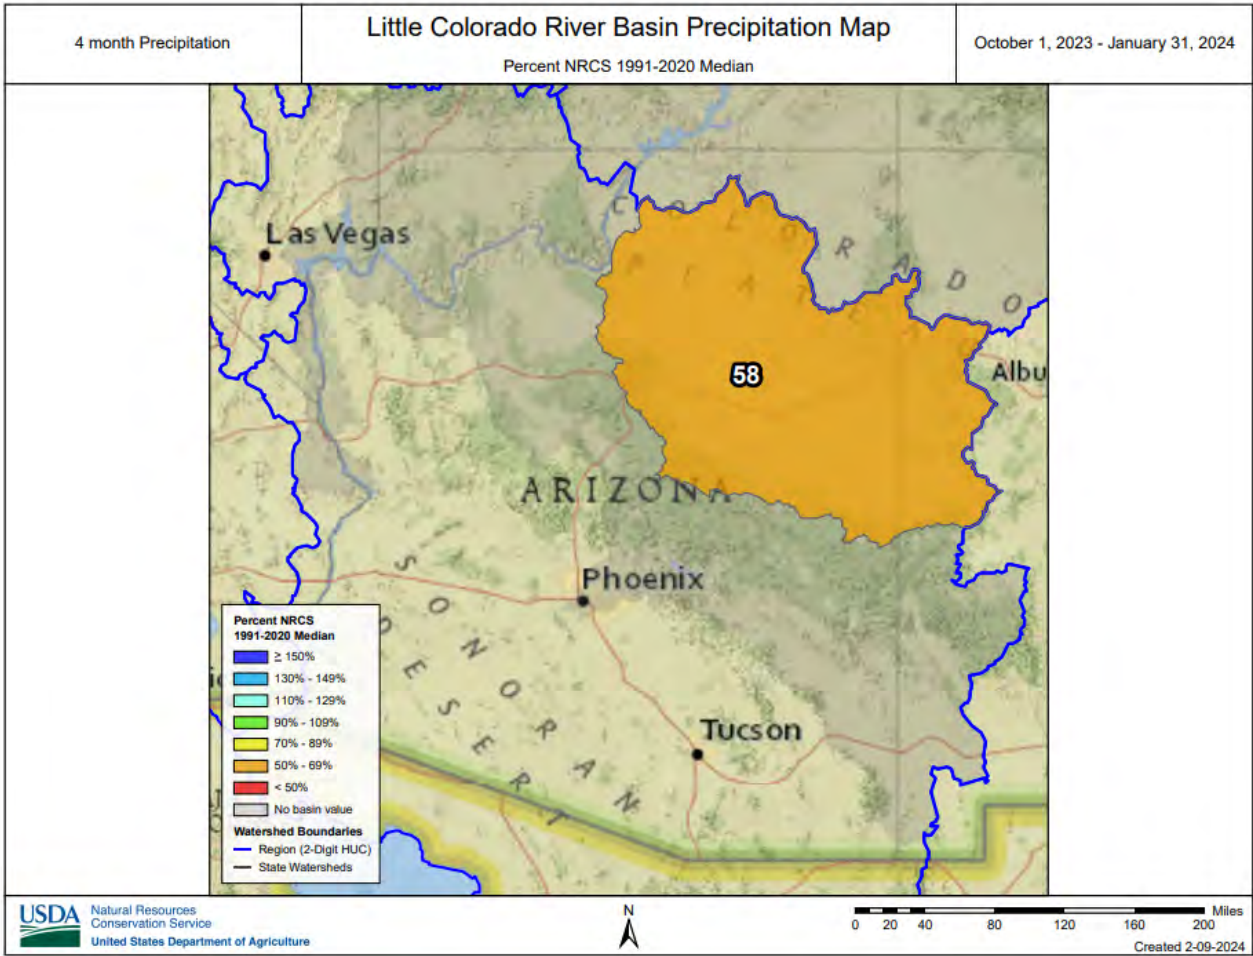 4 month Precipitation
Little Colorado River Basin Precipitation Map
Percent NRCS 1991-2020 Median
October 1, 2023 - January 31, 2024
Las Vegas
COLORADO
PLATEAU
58
Albu
ARIZONA
Phoenix
SONORAN
DESERT
Tucson
Percent NRCS
1991-2020 Median
≥ 150%
130% - 149%
110% - 129%
90% - 109%
70% - 89%
50% - 69%
< 50%
No basin value
Watershed Boundaries
Region (2-Digit HUC)
State Watersheds
USDA
Natural Resources
Conservation Service
United States Department of Agriculture
N
Miles
0 20 40 80 120 160 200
Created 2-09-2024